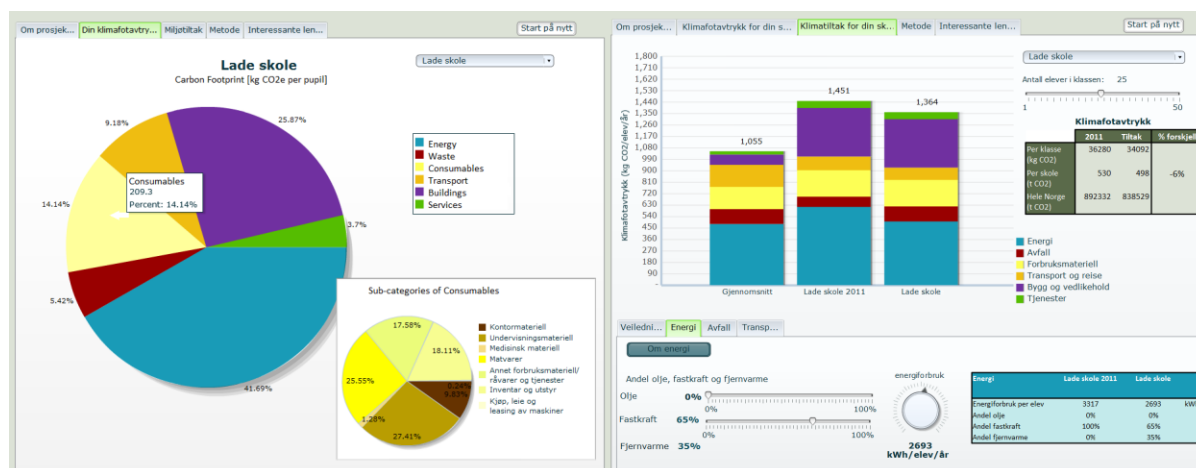 Om prosjek...
Din klimafotavtry...
Miljøtiltak
Metode
Interessante len...
Start på nytt
Lade skole
Carbon Footprint [kg CO2e per pupil]
Lade skole
9.18%
25.87%
14.14%
3.7%
5.42%
41.69%
Consumables
209.3
Percent: 14.14%
Energy
Waste
Consumables
Transport
Buildings
Services
Sub-categories of Consumables
17.58%
18.11%
25.55%
0.24%
9.83%
1.28%
27.41%
Kontormateriell
Undervisningsmateriell
Medisinsk materiell
Matvarer
Annet forbruksmateriell/
råvarer og tjenester
Inventar og utstyr
Kjøp, leie og
leasing av maskiner
Om prosjek...
Klimafotavtrykk for din s...
Klimatiltak for din sk...
Metode
Interessante len...
Start på nytt
Klimafotavtrykk (kg CO2/elev/år)
1,800
1,710
1,620
1,530
1,440
1,350
1,260
1,170
1,080
990
900
810
720
630
540
450
360
270
180
90
-
1,055
1,451
1,364
Gjennomsnitt
Lade skole 2011
Lade skole
Lade skole
Antall elever i klassen: 25
1
50
Klimafotavtrykk
2011 Tiltak % forskjell
Per klasse 36280 34092
(kg CO2)
Per skole 530 498 -6%
(t CO2)
Hele Norge 892332 838529
(t CO2)
Energi
Avfall
Forbruksmateriell
Transport og reise
Bygg og vedlikehold
Tjenester
Veiledni...
Energi
Avfall
Transp...
Om energi
Andel olje, fastkraft og fjernvarme
Olje 0%
0% 100%
Fastkraft 65%
0% 100%
Fjernvarme 35%
energiforbruk
2693
kWh/elev/år
Energi Lade skole 2011 Lade skole
Energiforbruk per elev 3317 2693
Andel olje 0% 0%
Andel fastkraft 100% 65%
Andel fjernvarme 0% 35%